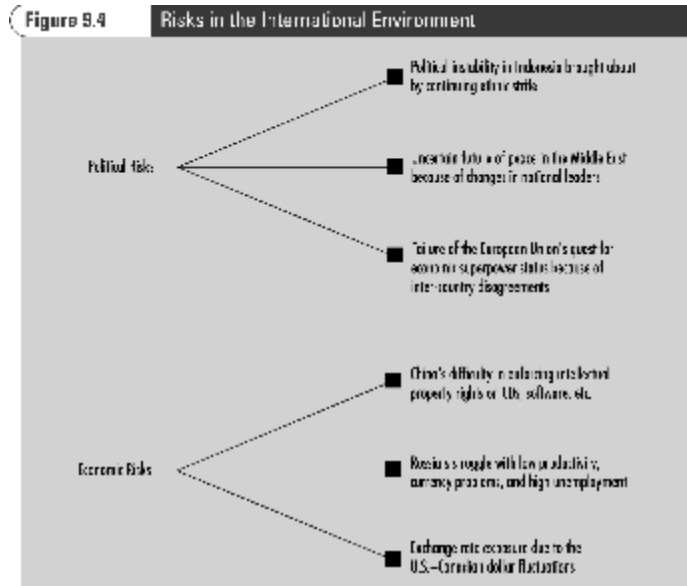 Figure 9.4
Risks in the International Environment
Political instability in Indonesia brought about
by continuing ethnic strife
Political Risks
Uncertain future of peace in the Middle East
because of changes in national leaders
Failure of the European Union's quest for
economic superpower status because of
inter-country disagreements
China's difficulty in enforcing intellectual
property rights on CDs, software, etc.
Economic Risks
Russia's struggle with low productivity,
currency problems, and high unemployment
Exchange rate exposure due to the
U.S.–Canadian dollar fluctuations